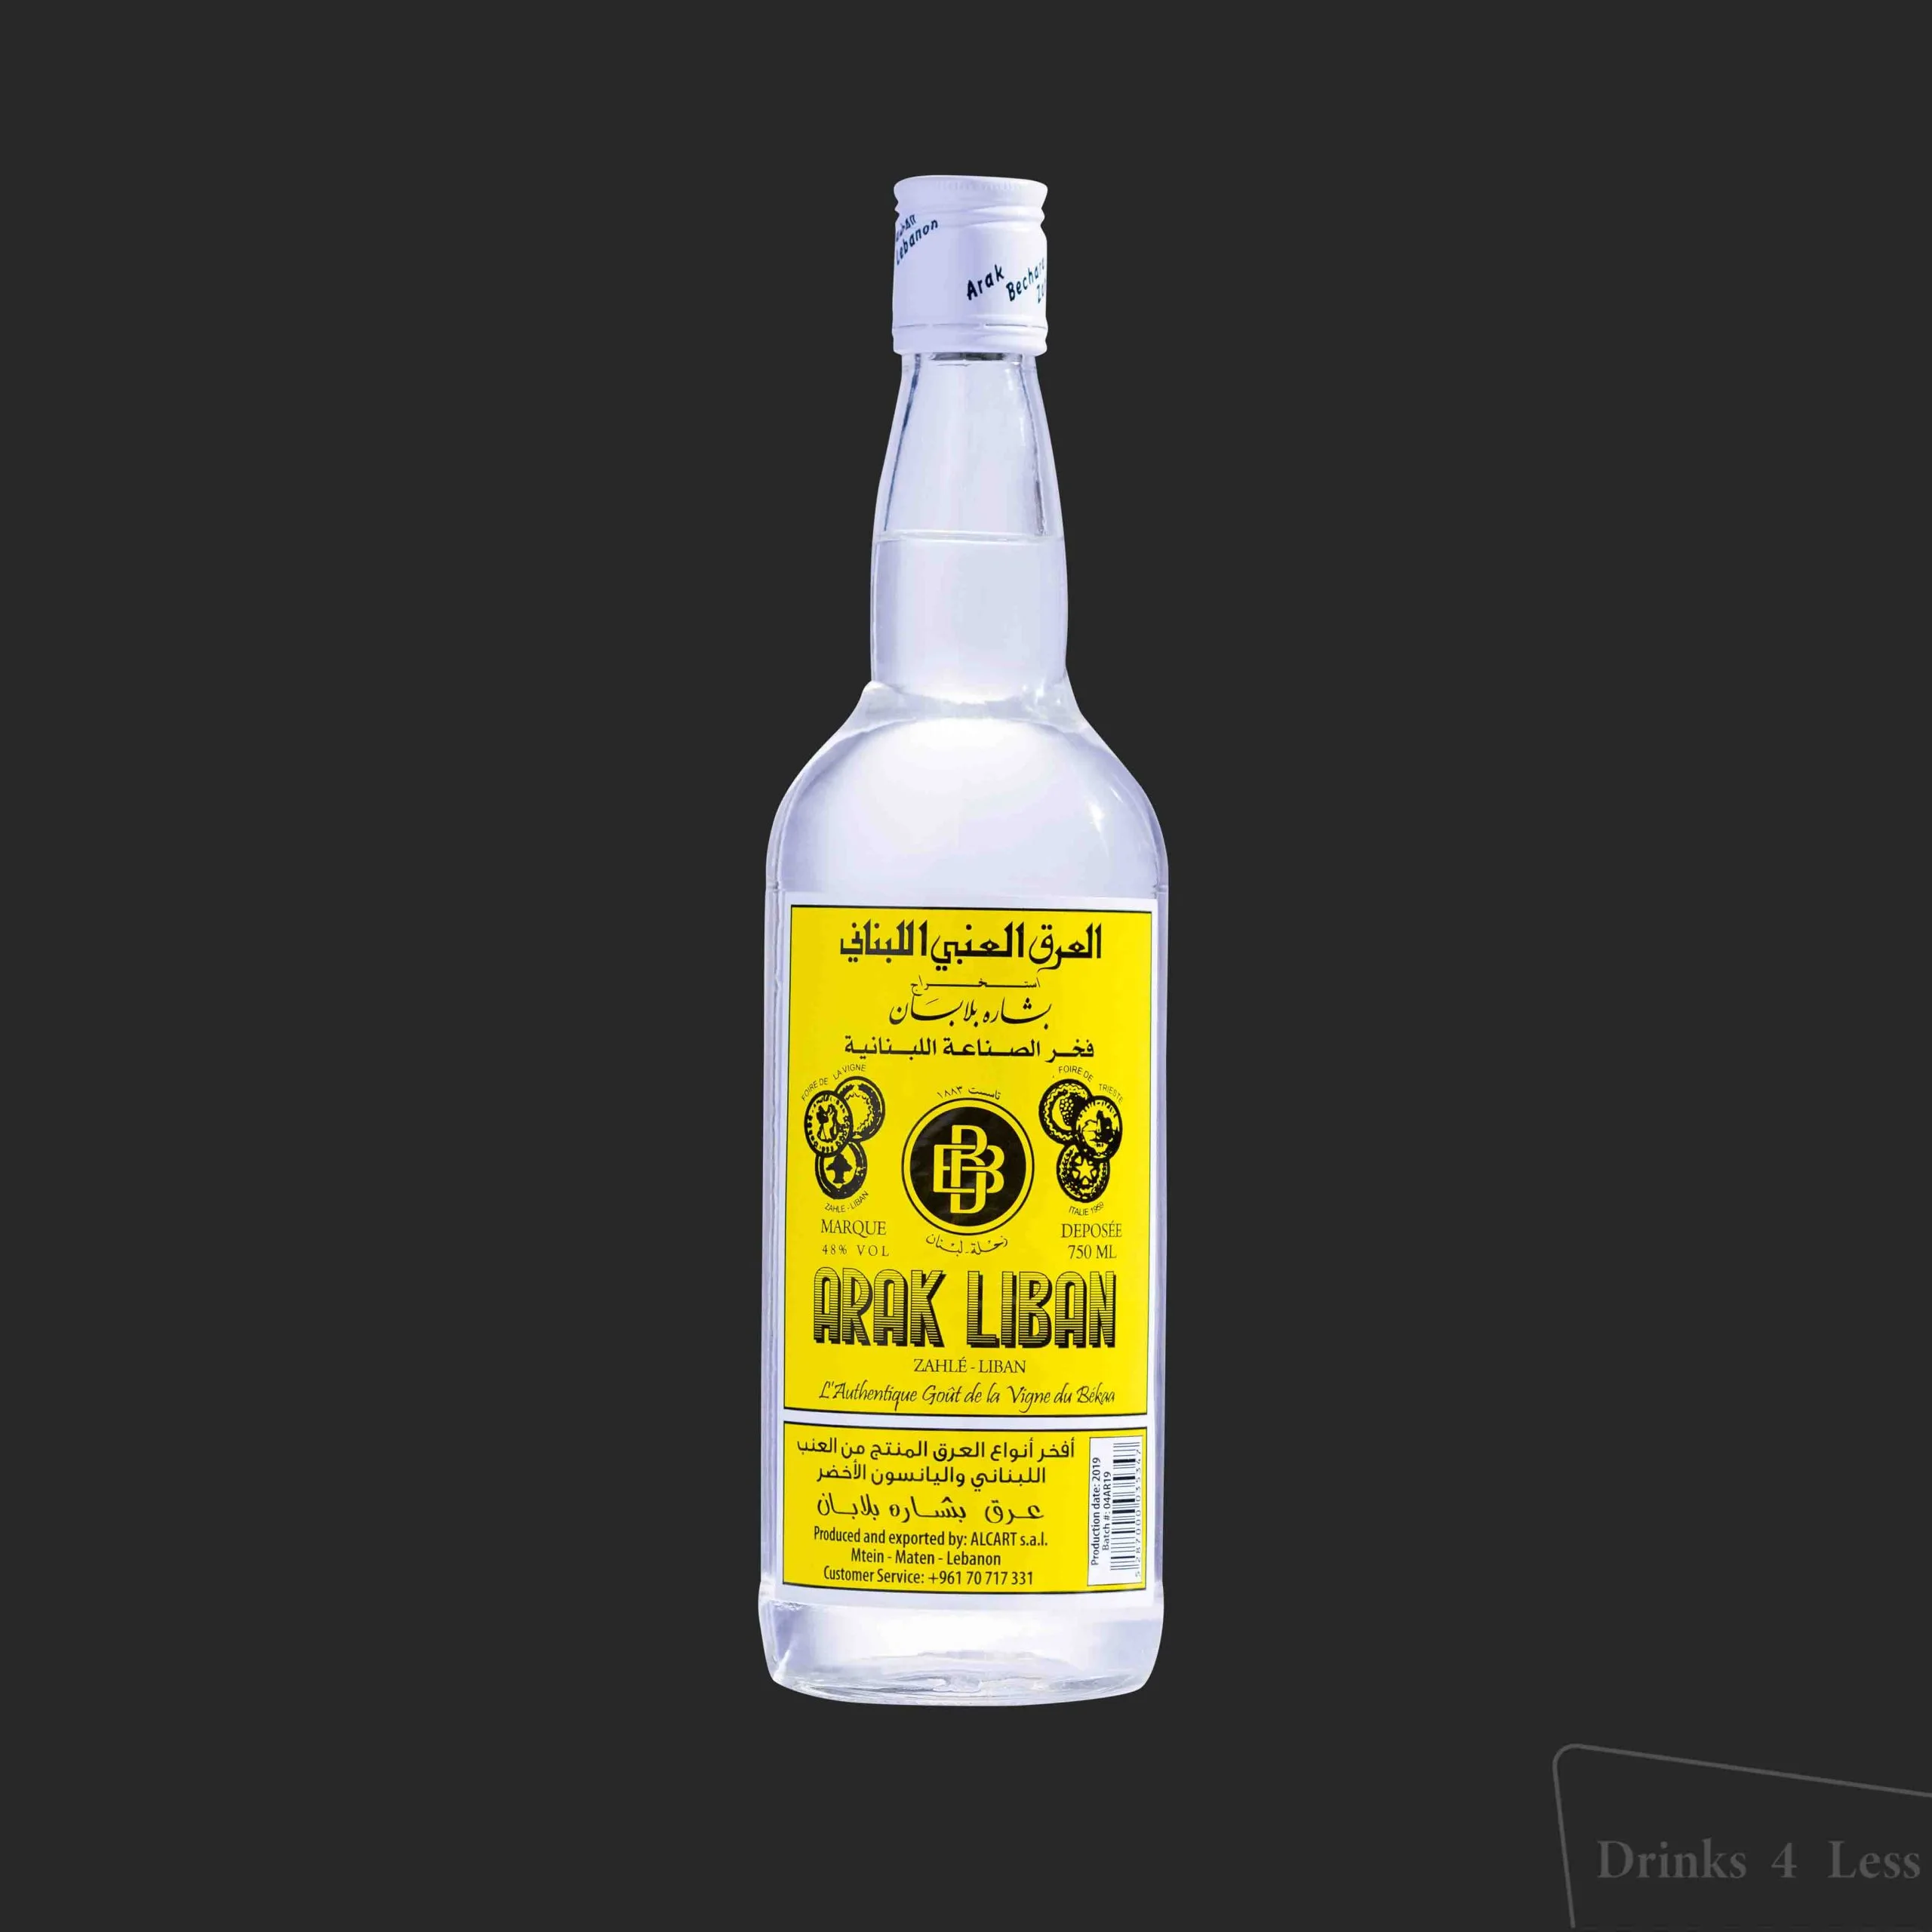 Lebanon
Arak
العرق العنبي اللبناني
استخراج
بشاره بلابان
فخر الصناعة اللبنانية
FOIRE DE LA VIGNE
FOIRE DE TRIESTE
تاسست ١٨٨٣
BB
ZAHLE - LIBAN
ITALIE 1959
زحلة - لبنان
MARQUE
DEPOSÉE
48% VOL
750 ML
ARAK LIBAN
ZAHLÉ - LIBAN
L'Authentique Goût de la Vigne du Békaa
أفخر أنواع العرق المنتج من العنب
اللبناني واليانسون الأخضر
عرق بشاره بلابان
Produced and exported by: ALCART s.a.l.
Mtein - Maten - Lebanon
Customer Service: +961 70 717 331
Production date: 2019
Batch #: 04AR19
Drinks 4 Less